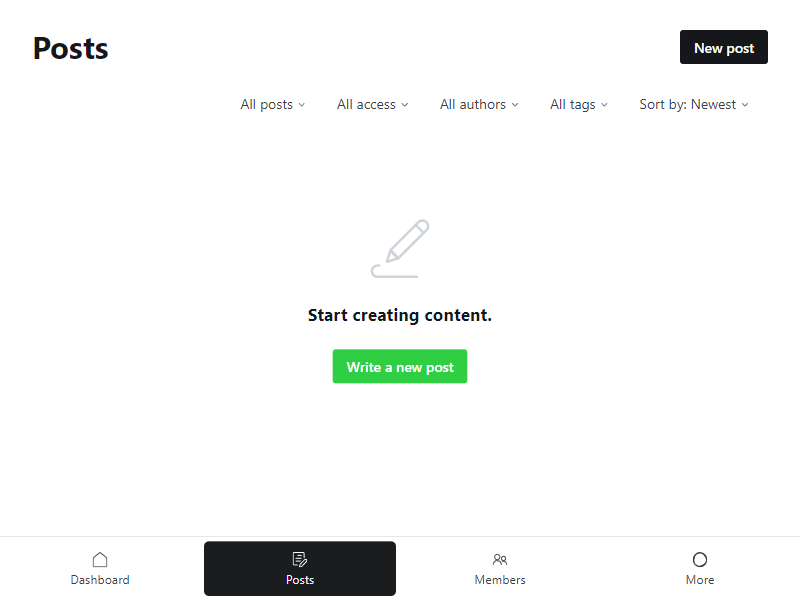 Posts
New post
All posts
All access
All authors
All tags
Sort by: Newest
Start creating content.
Write a new post
Dashboard
Posts
Members
More